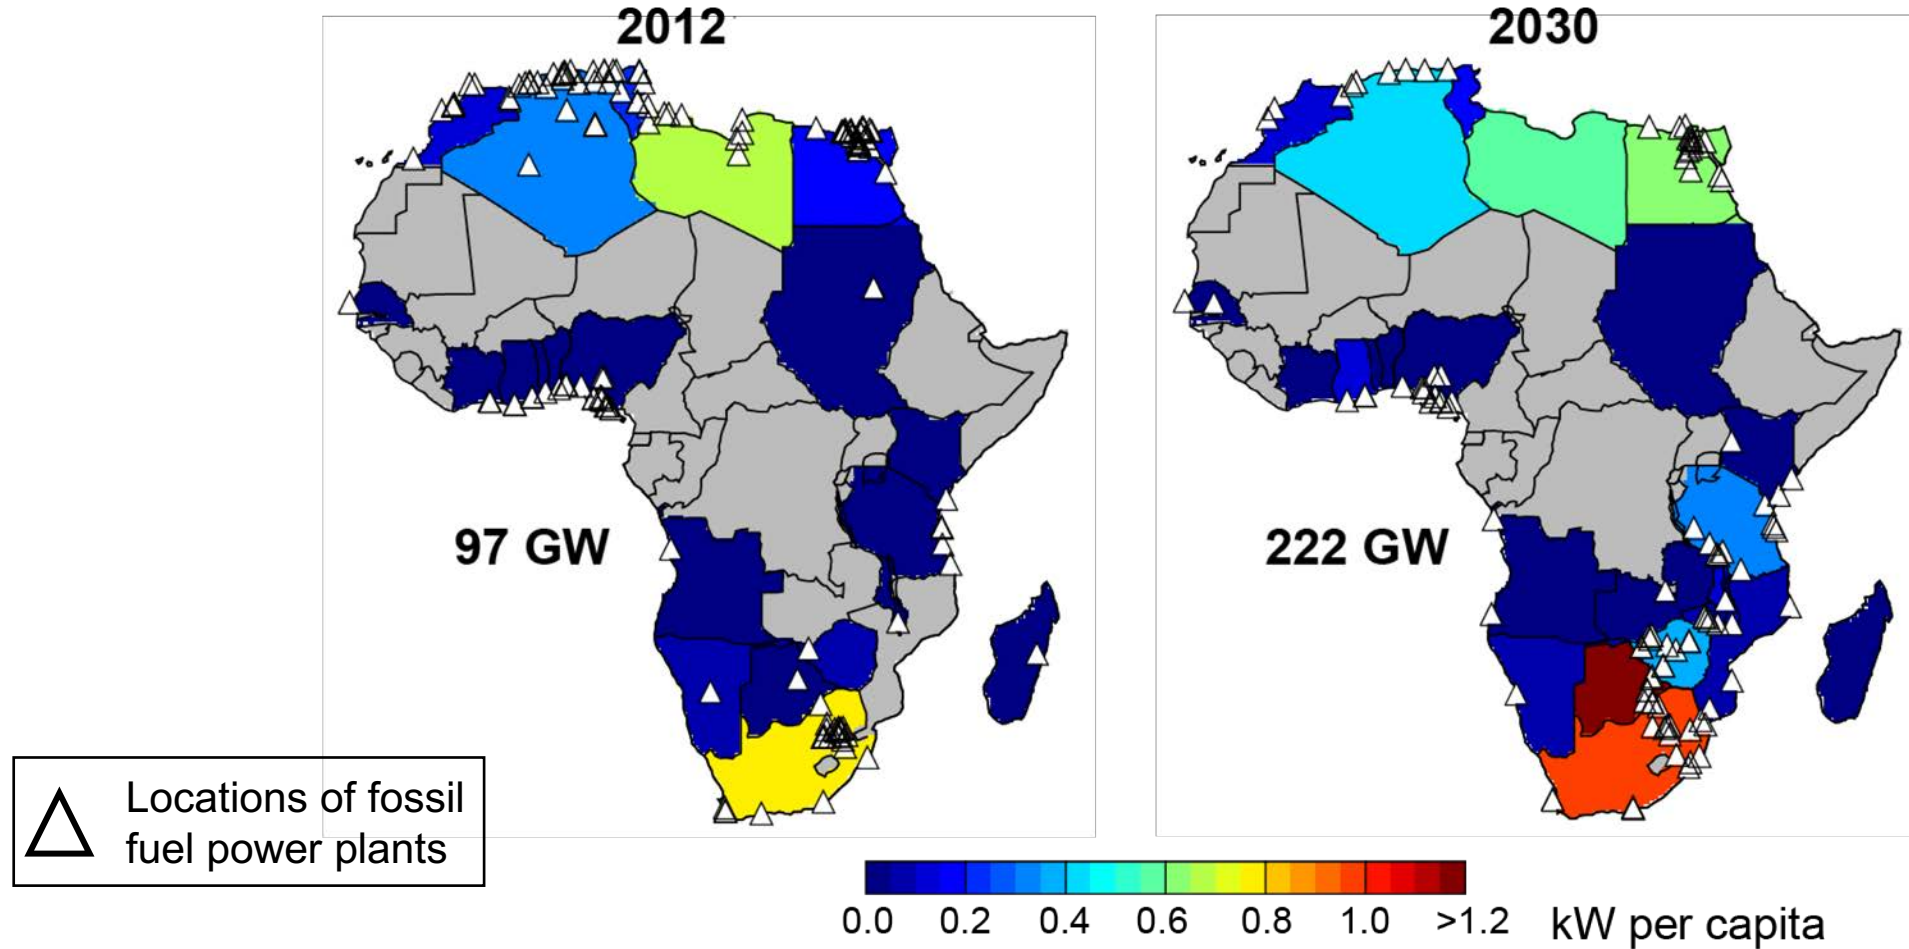 2012
2030
97 GW
222 GW
Locations of fossil
fuel power plants
0.0 0.2 0.4 0.6 0.8 1.0 >1.2
kW per capita